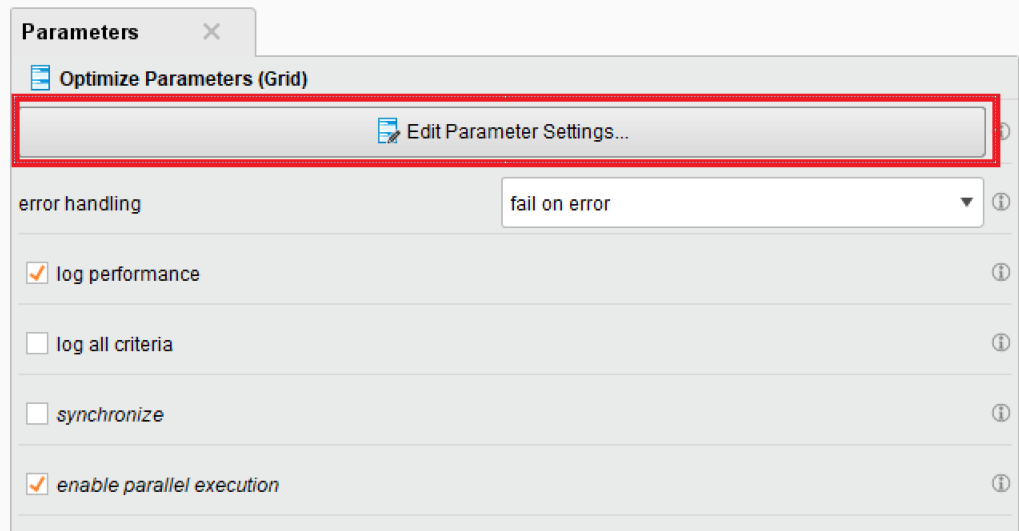 Parameters
Optimize Parameters (Grid)
Edit Parameter Settings...
error handling
fail on error
log performance
log all criteria
synchronize
enable parallel execution